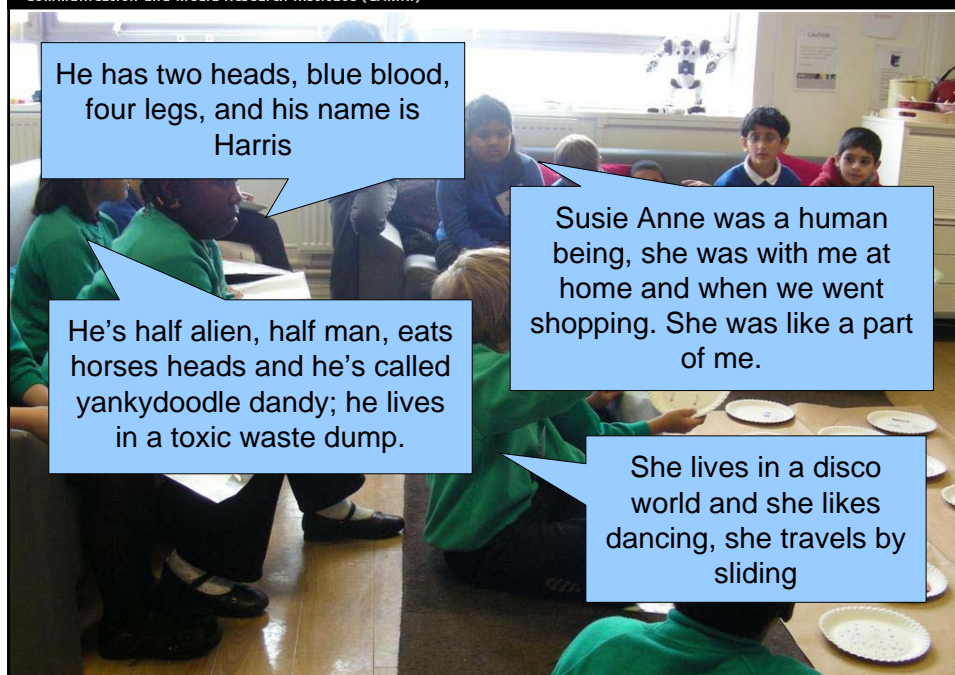 He has two heads, blue blood,
four legs, and his name is
Harris
Susie Anne was a human
being, she was with me at
home and when we went
shopping. She was like a part
of me.
He's half alien, half man, eats
horses heads and he's called
yankydoodle dandy; he lives
in a toxic waste dump.
She lives in a disco
world and she likes
dancing, she travels by
sliding
CAUTION